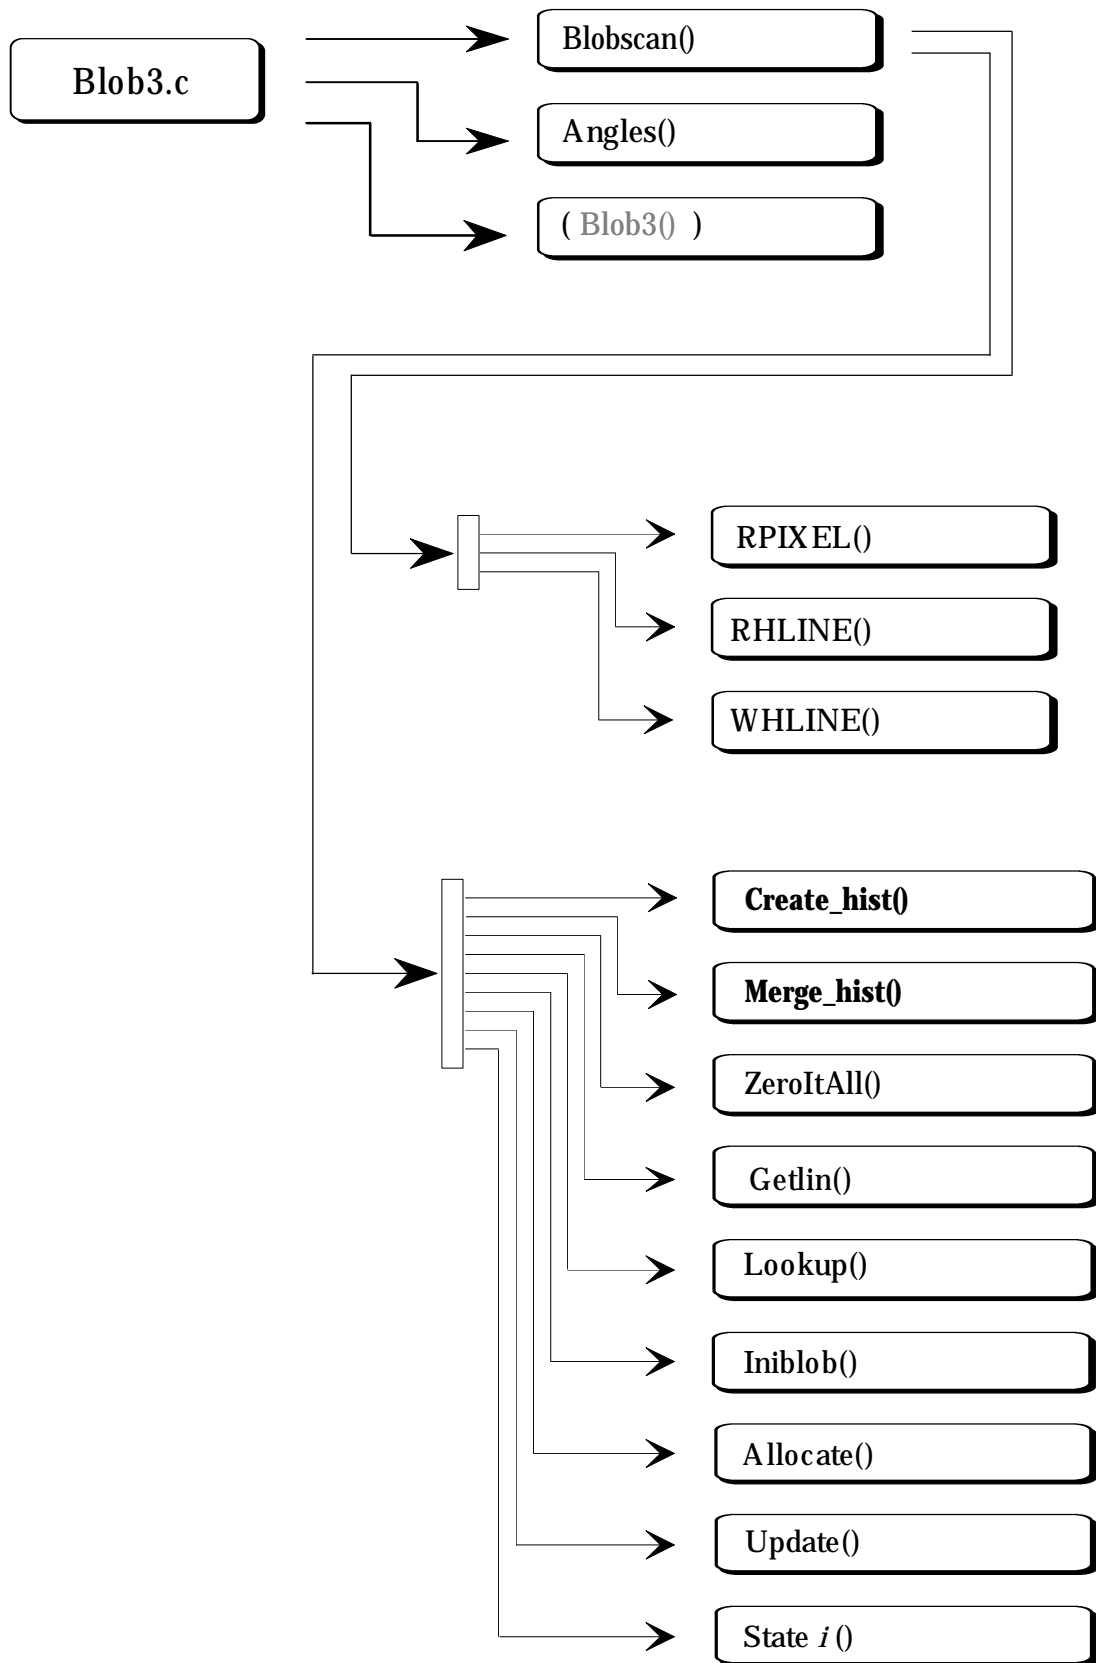 Blob3.c
Blobscan()
Angles()
( Blob3() )
RPIXEL()
RHLINE()
WHLINE()
Create_hist()
Merge_hist()
ZeroItAll()
Getlin()
Lookup()
Iniblob()
Allocate()
Update()
State i ()